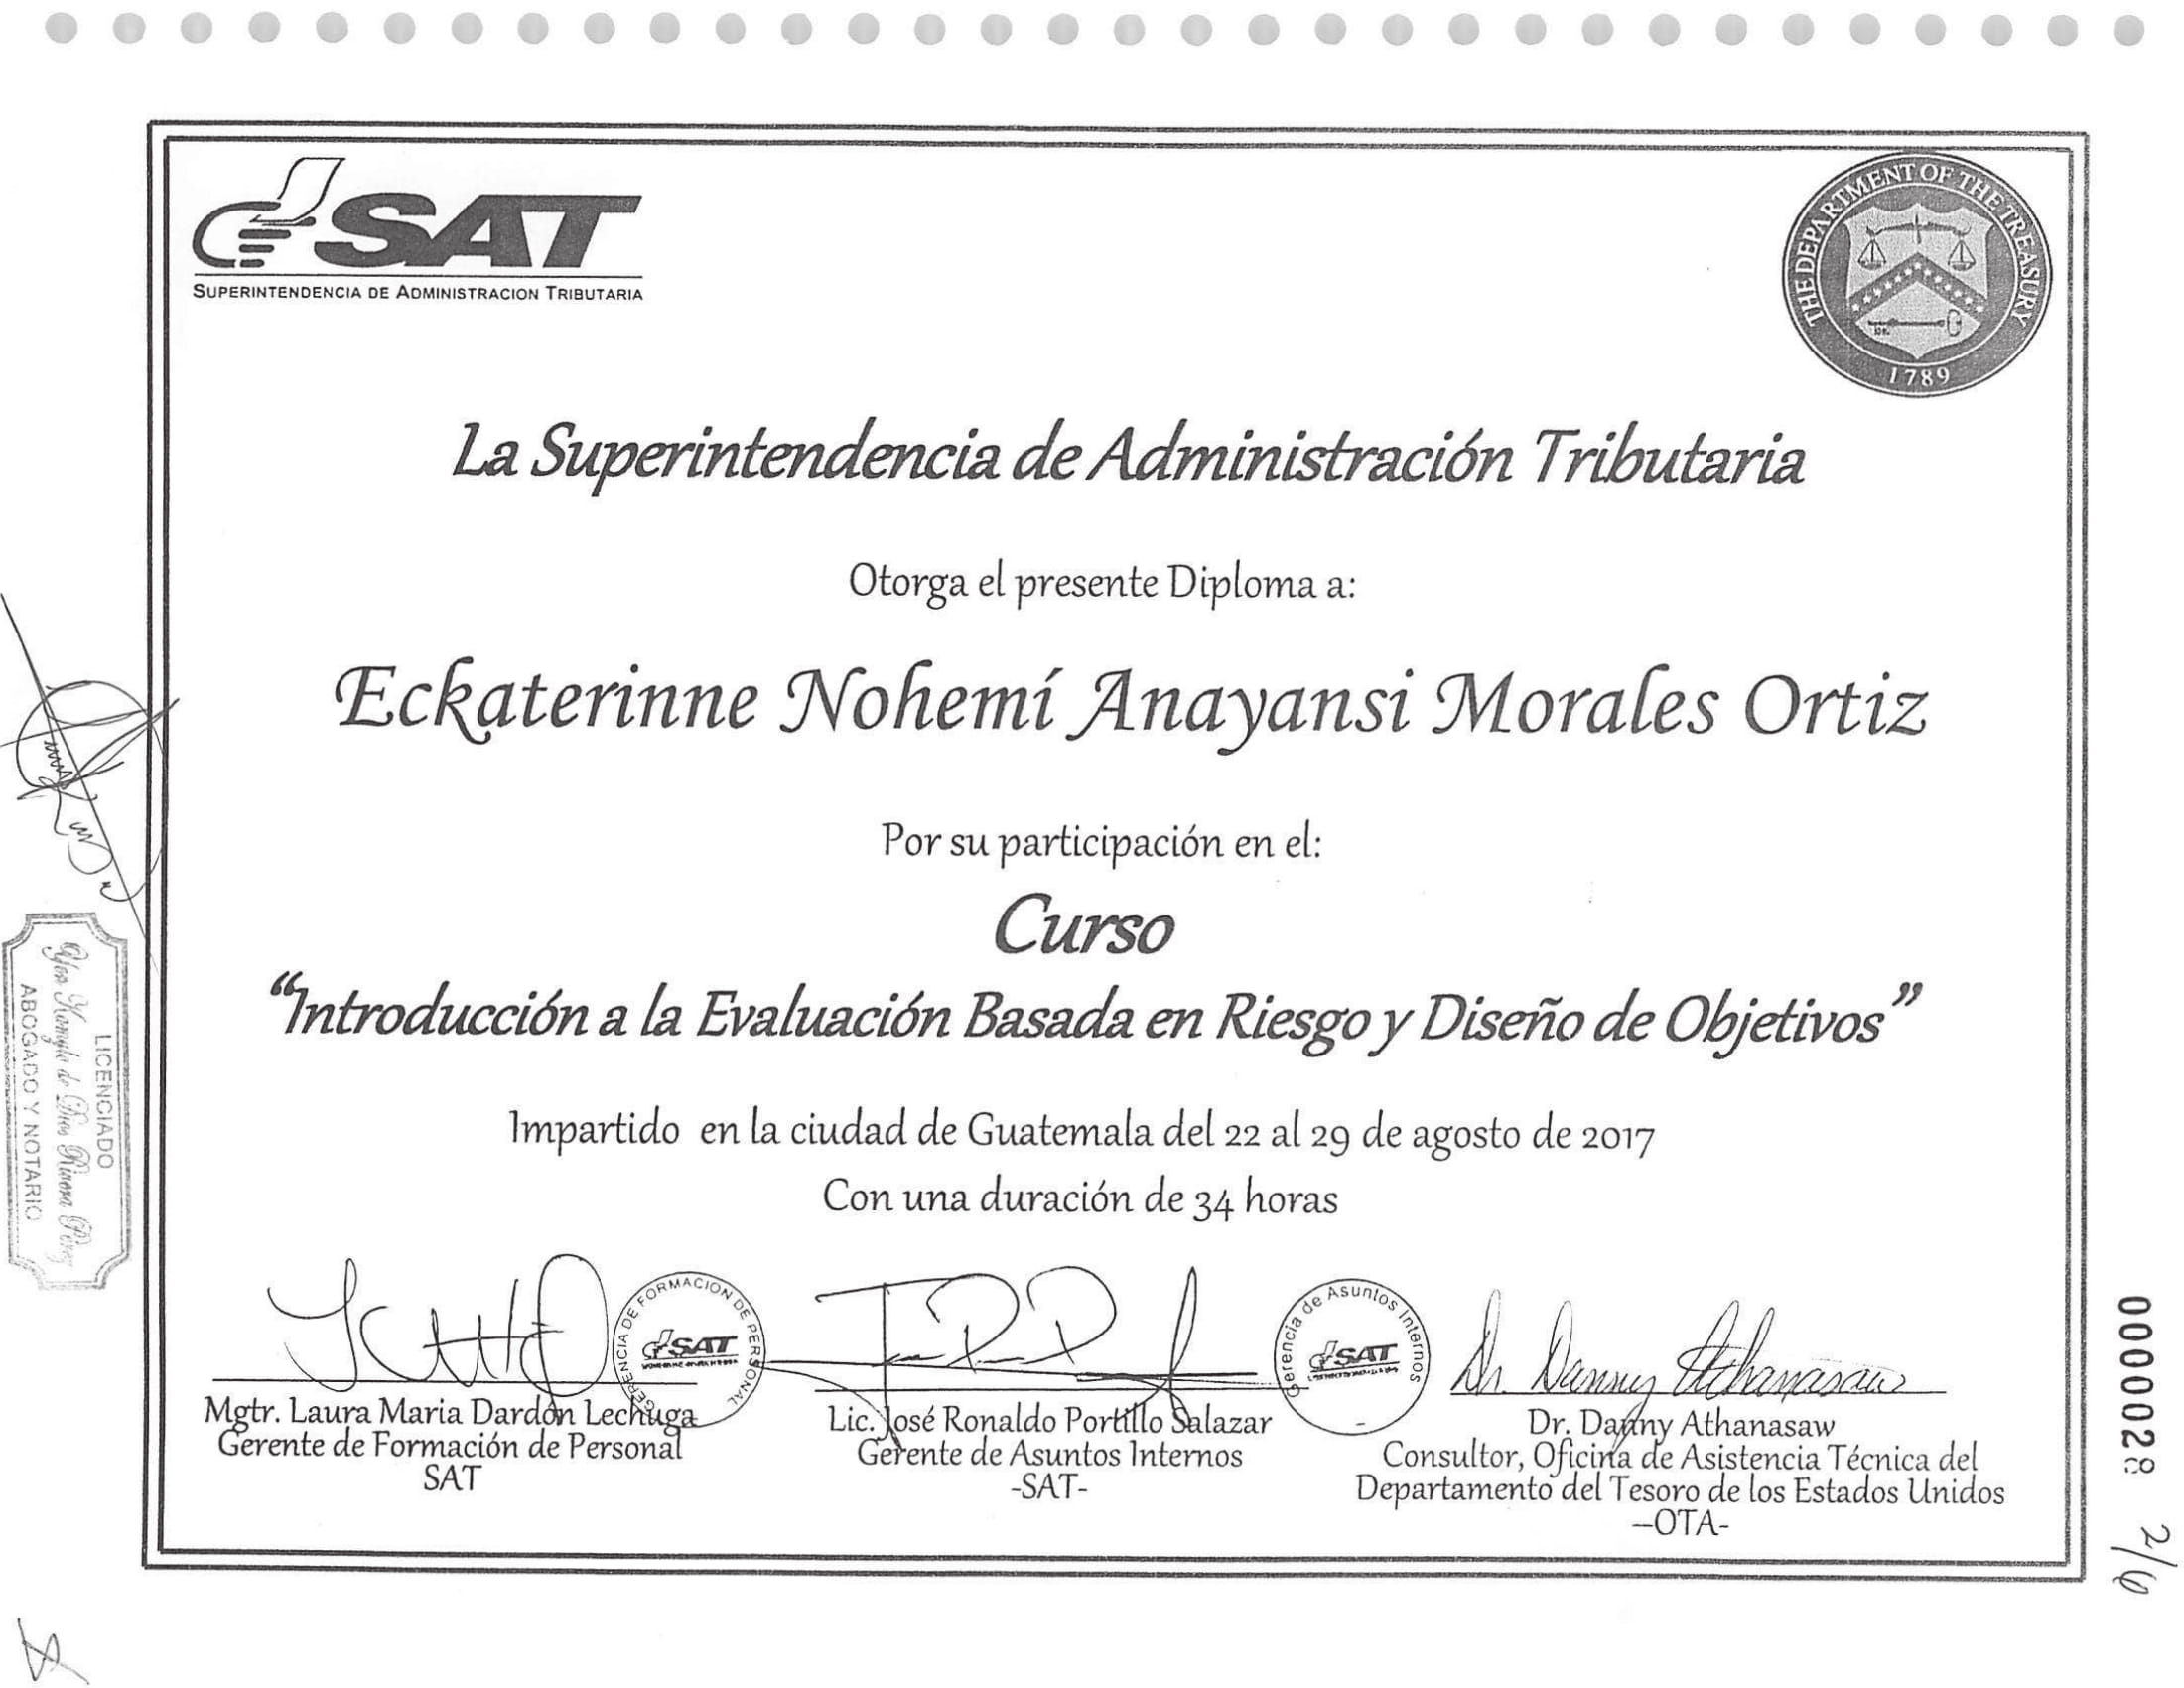 SAT
SUPERINTENDENCIA DE ADMINISTRACION TRIBUTARIA
THE DEPARTMENT OF THE TREASURY
1789
La Superintendencia de Administración Tributaria
Otorga el presente Diploma a:
Eckaterinne Nohemí Anayansi Morales Ortiz
Por su participación en el:
Curso
“Introducción a la Evaluación Basada en Riesgo y Diseño de Objetivos”
Impartido en la ciudad de Guatemala del 22 al 29 de agosto de 2017
Con una duración de 34 horas
GERENCIA DE FORMACION DE PERSONAL
SAT
Gerencia de Asuntos Internos
SAT
Dr. Danny Athanasaw
Mgtr. Laura Maria Dardón Lechuga
Gerente de Formación de Personal
SAT
Lic. José Ronaldo Portillo Salazar
Gerente de Asuntos Internos
-SAT-
Dr. Danny Athanasaw
Consultor, Oficina de Asistencia Técnica del
Departamento del Tesoro de los Estados Unidos
–OTA-
LICENCIADO
de Dios Rivera Pérez
ABOGADO Y NOTARIO
0000028
2/6